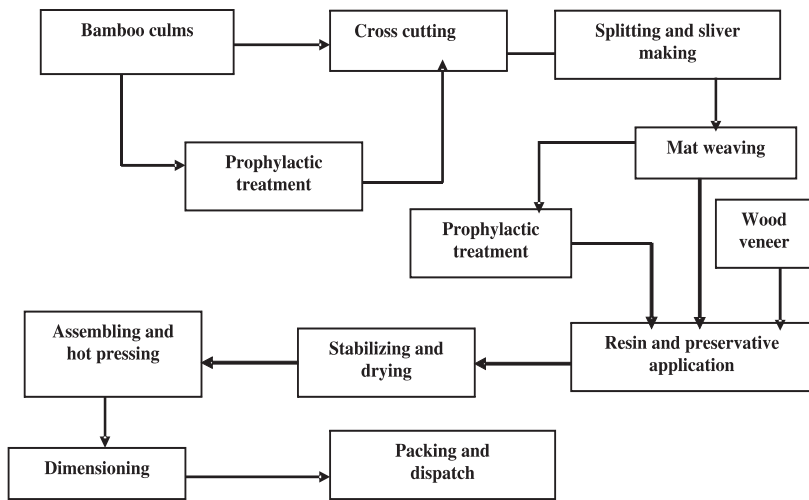 Bamboo culms
Cross cutting
Splitting and sliver
making
Prophylactic
treatment
Mat weaving
Prophylactic
treatment
Wood
veneer
Assembling and
hot pressing
Stabilizing and
drying
Resin and preservative
application
Dimensioning
Packing and
dispatch